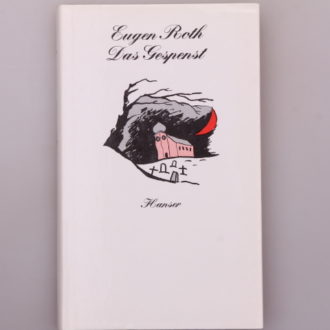 Eugen Roth
Das Gespenst
Hanser